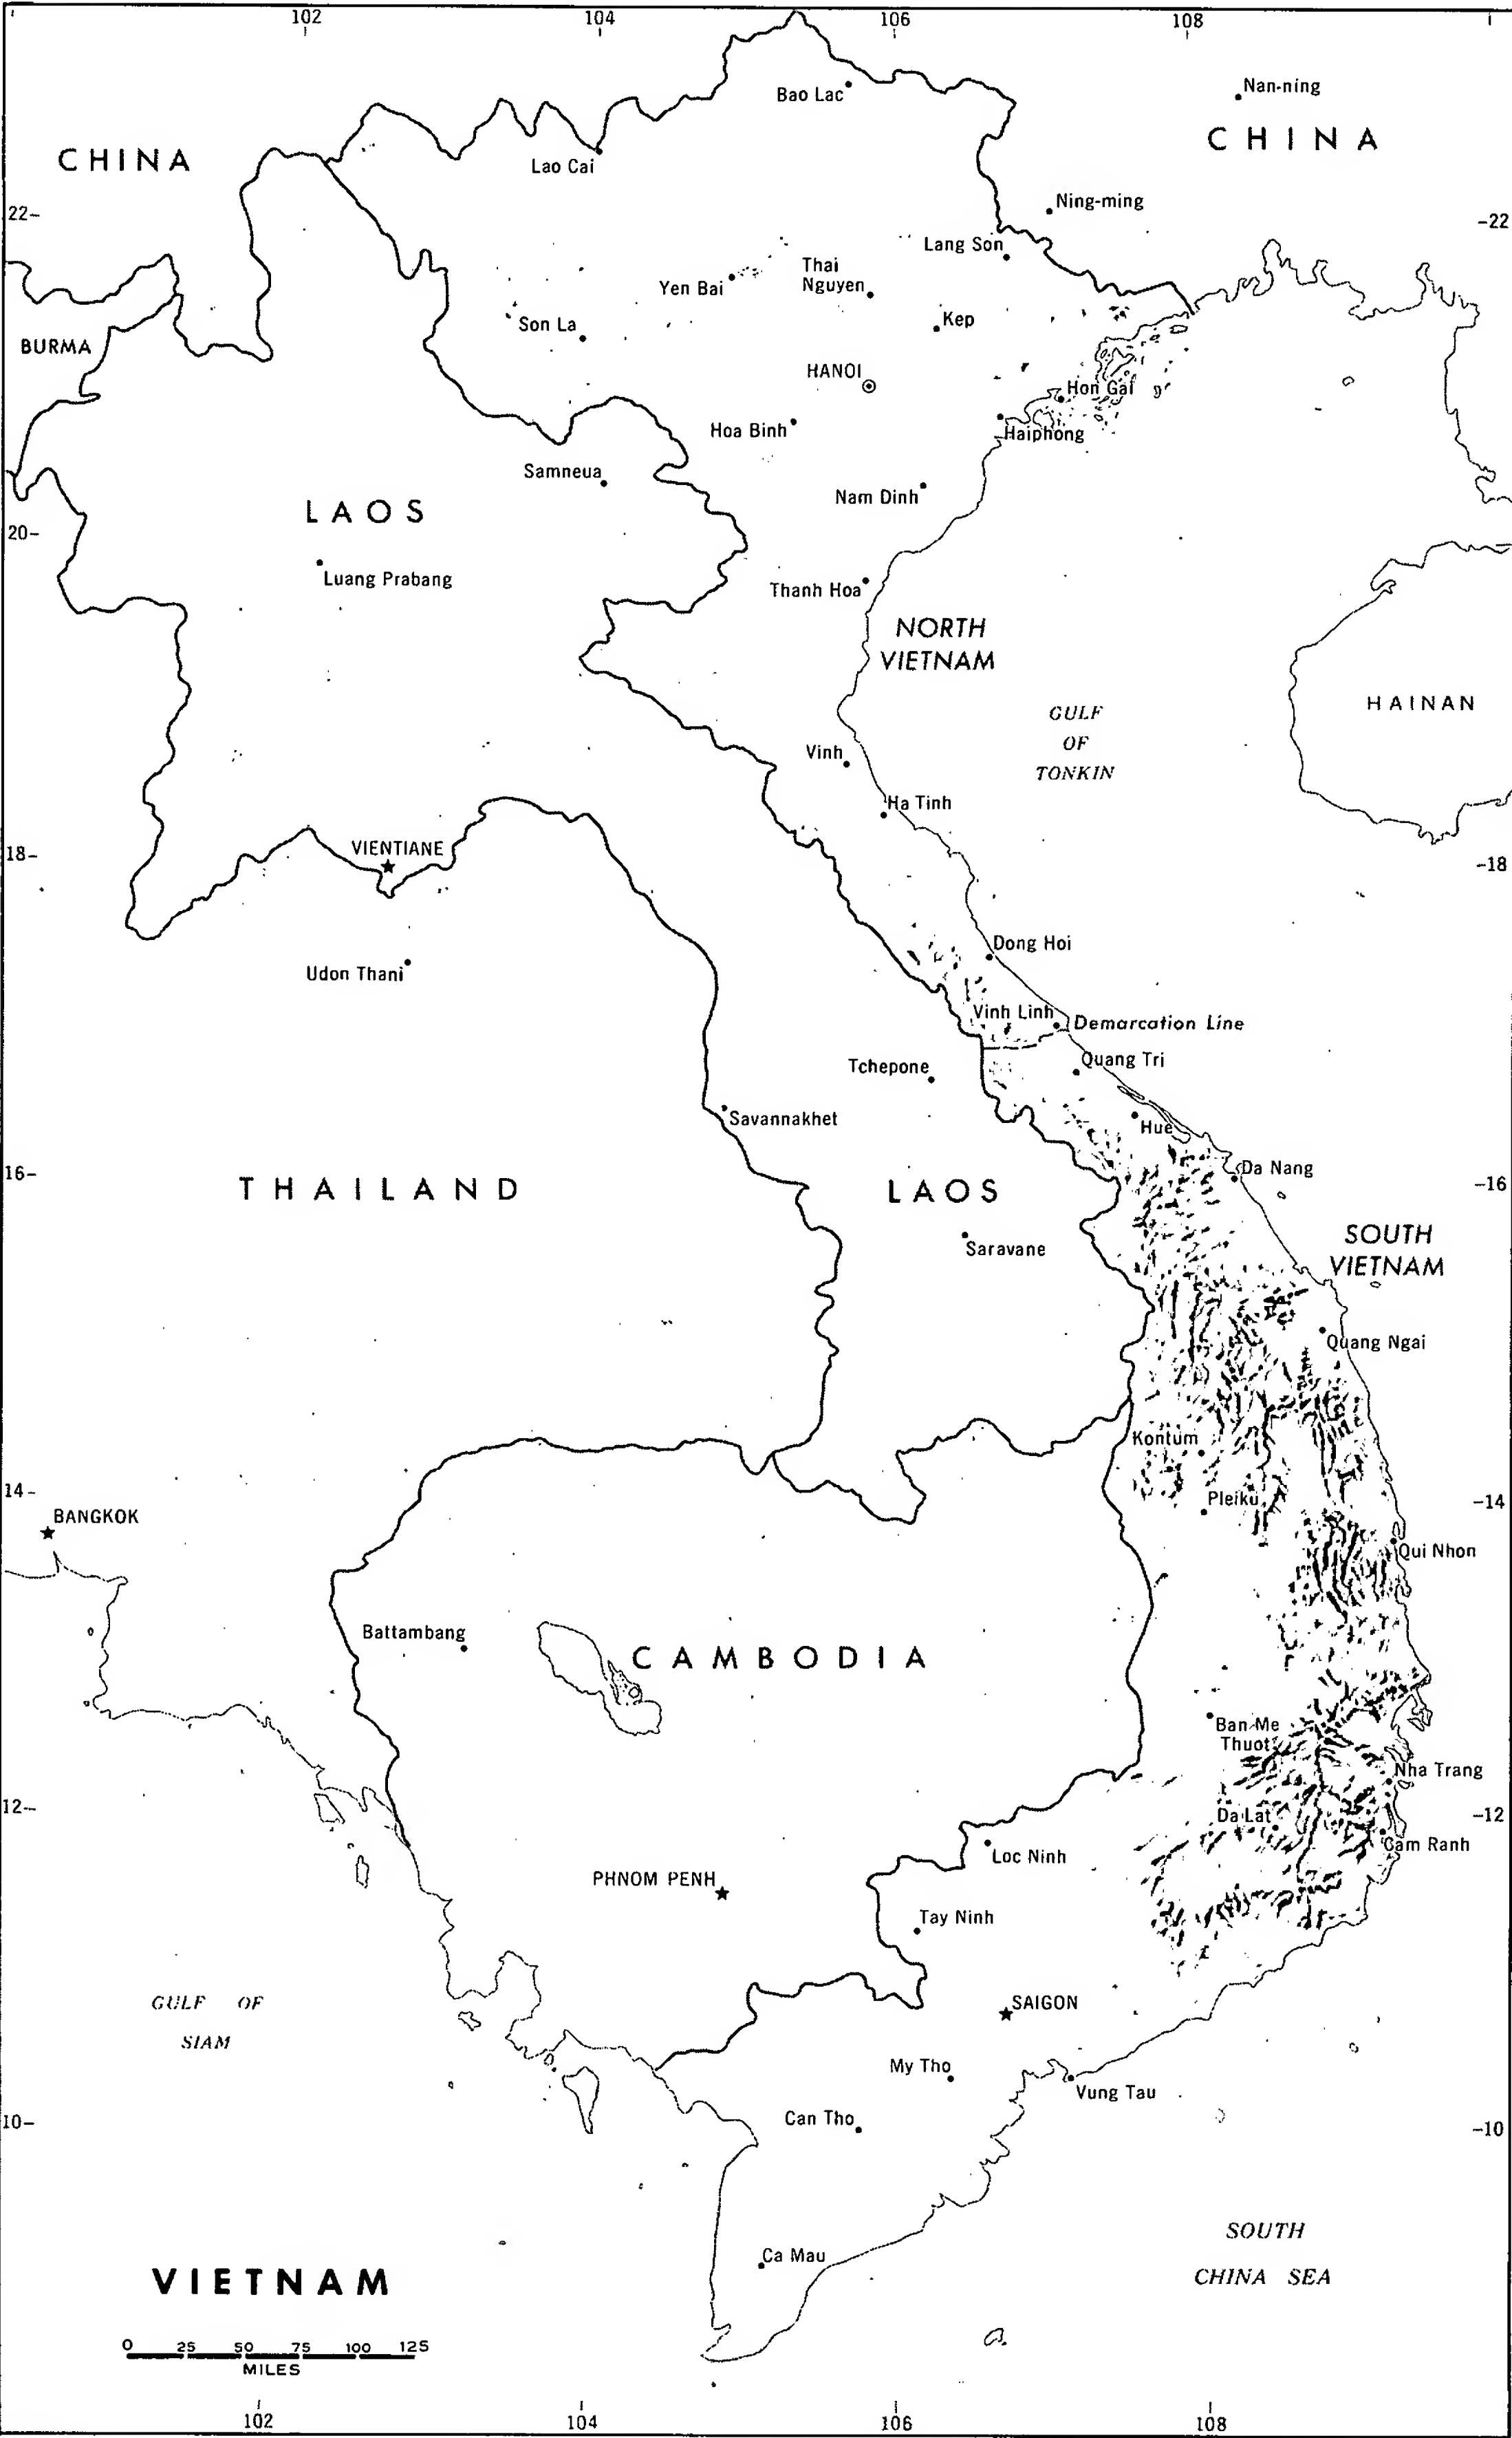 102
104
106
108
Bao Lac
Nan-ning
CHINA
CHINA
Lao Cai
Ning-ming
22-
-22
Lang Son
Thai
Nguyen
Yen Bai
Kep
Son La
BURMA
HANOI
Hon Gai
Hoa Binh
Haiphong
Samneua
Nam Dinh
LAOS
20-
Luang Prabang
Thanh Hoa
NORTH
VIETNAM
HAINAN
GULF
OF
TONKIN
Vinh
Ha Tinh
VIENTIANE
18-
-18
Dong Hoi
Udon Thani
Vinh Linh
Demarcation Line
Quang Tri
Tchepone
Savannakhet
Hue
Da Nang
16-
-16
THAILAND
LAOS
Saravane
SOUTH
VIETNAM
Quang Ngai
Kontum
14-
-14
Pleiku
BANGKOK
Qui Nhon
Battambang
CAMBODIA
Ban Me
Thuot
Nha Trang
12-
-12
Da Lat
Cam Ranh
Loc Ninh
PHNOM PENH
Tay Ninh
GULF OF
SIAM
SAIGON
My Tho
Vung Tau
Can Tho
10-
-10
SOUTH
CHINA SEA
Ca Mau
VIETNAM
0 25 50 75 100 125
MILES
102
104
106
108